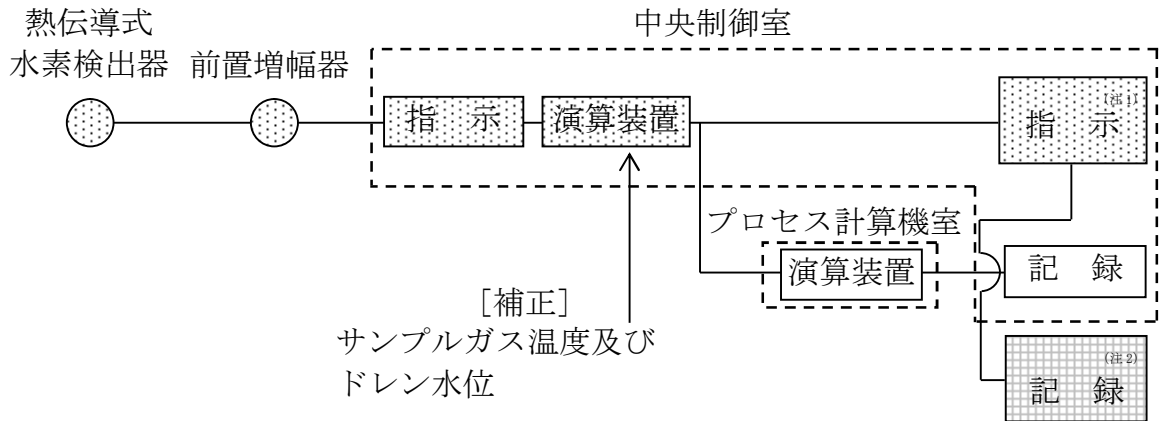 熱伝導式
水素検出器
前置増幅器
中央制御室
指　示
演算装置
(注1)
指　示
プロセス計算機室
演算装置
記　録
［補正］
サンプルガス温度及び
ドレン水位
(注2)
記　録